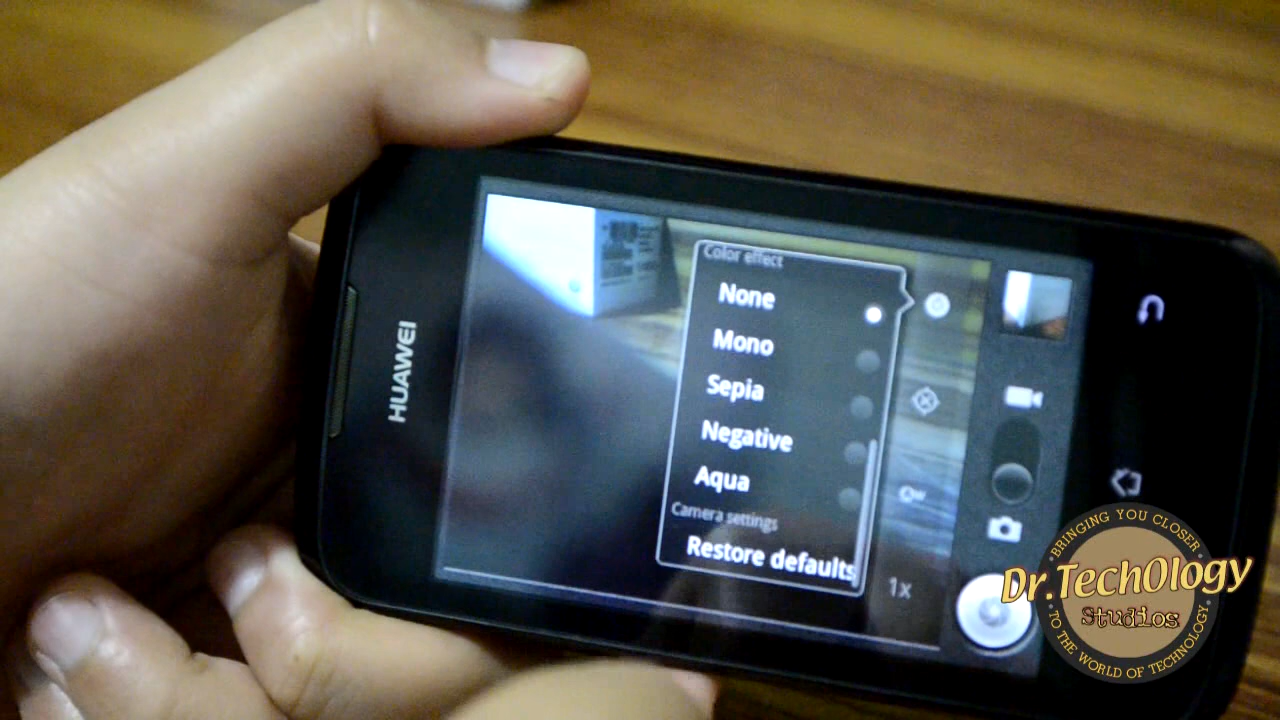 HUAWEI
Color effect
None
Mono
Sepia
Negative
Aqua
Camera settings
Restore defaults
1x
BRINGING YOU CLOSER
Dr.TechOlogy
Studios
TO THE WORLD OF TECHNOLOGY